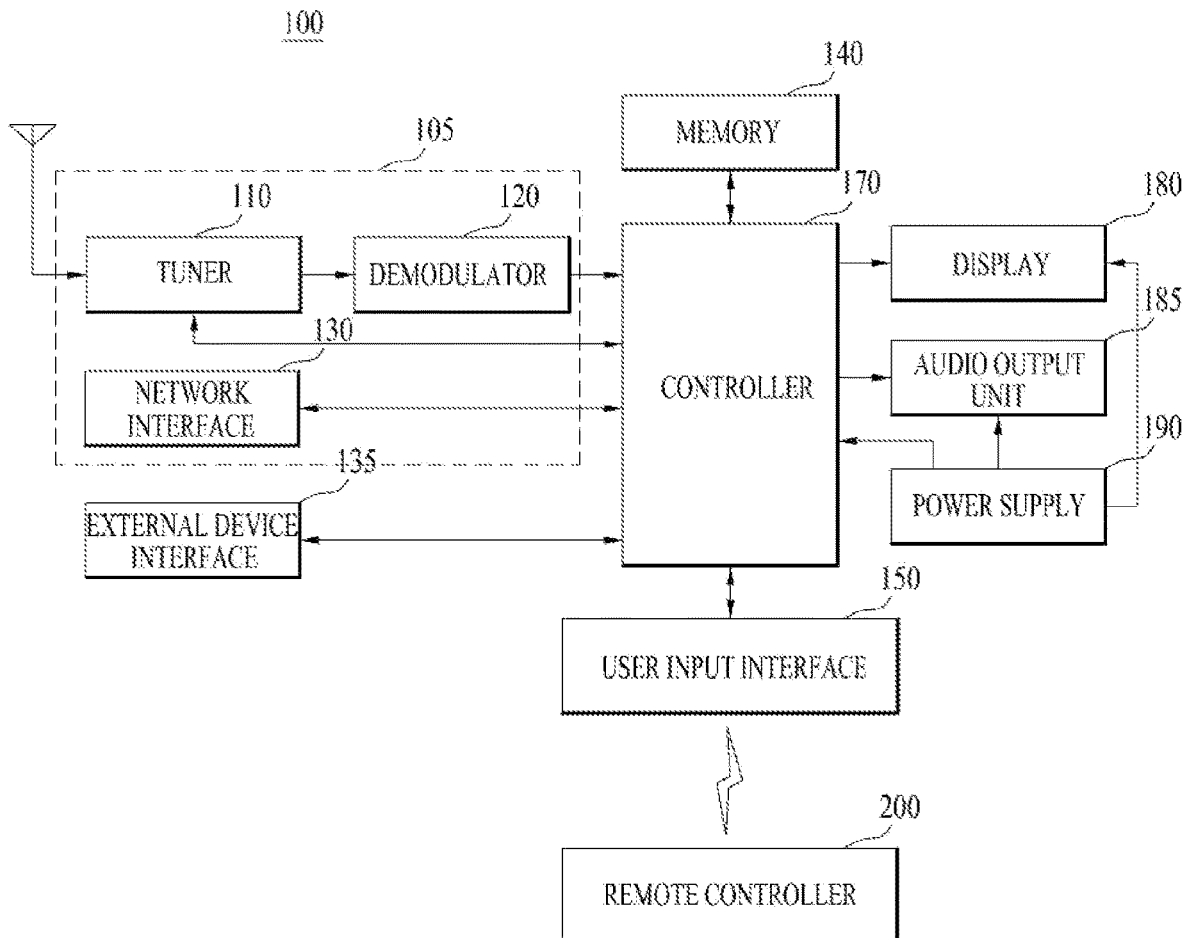 100
140
MEMORY
105
110
120
170
180
TUNER
DEMODULATOR
DISPLAY
185
130
NETWORK
INTERFACE
CONTROLLER
AUDIO OUTPUT
UNIT
190
135
EXTERNAL DEVICE
INTERFACE
POWER SUPPLY
150
USER INPUT INTERFACE
200
REMOTE CONTROLLER